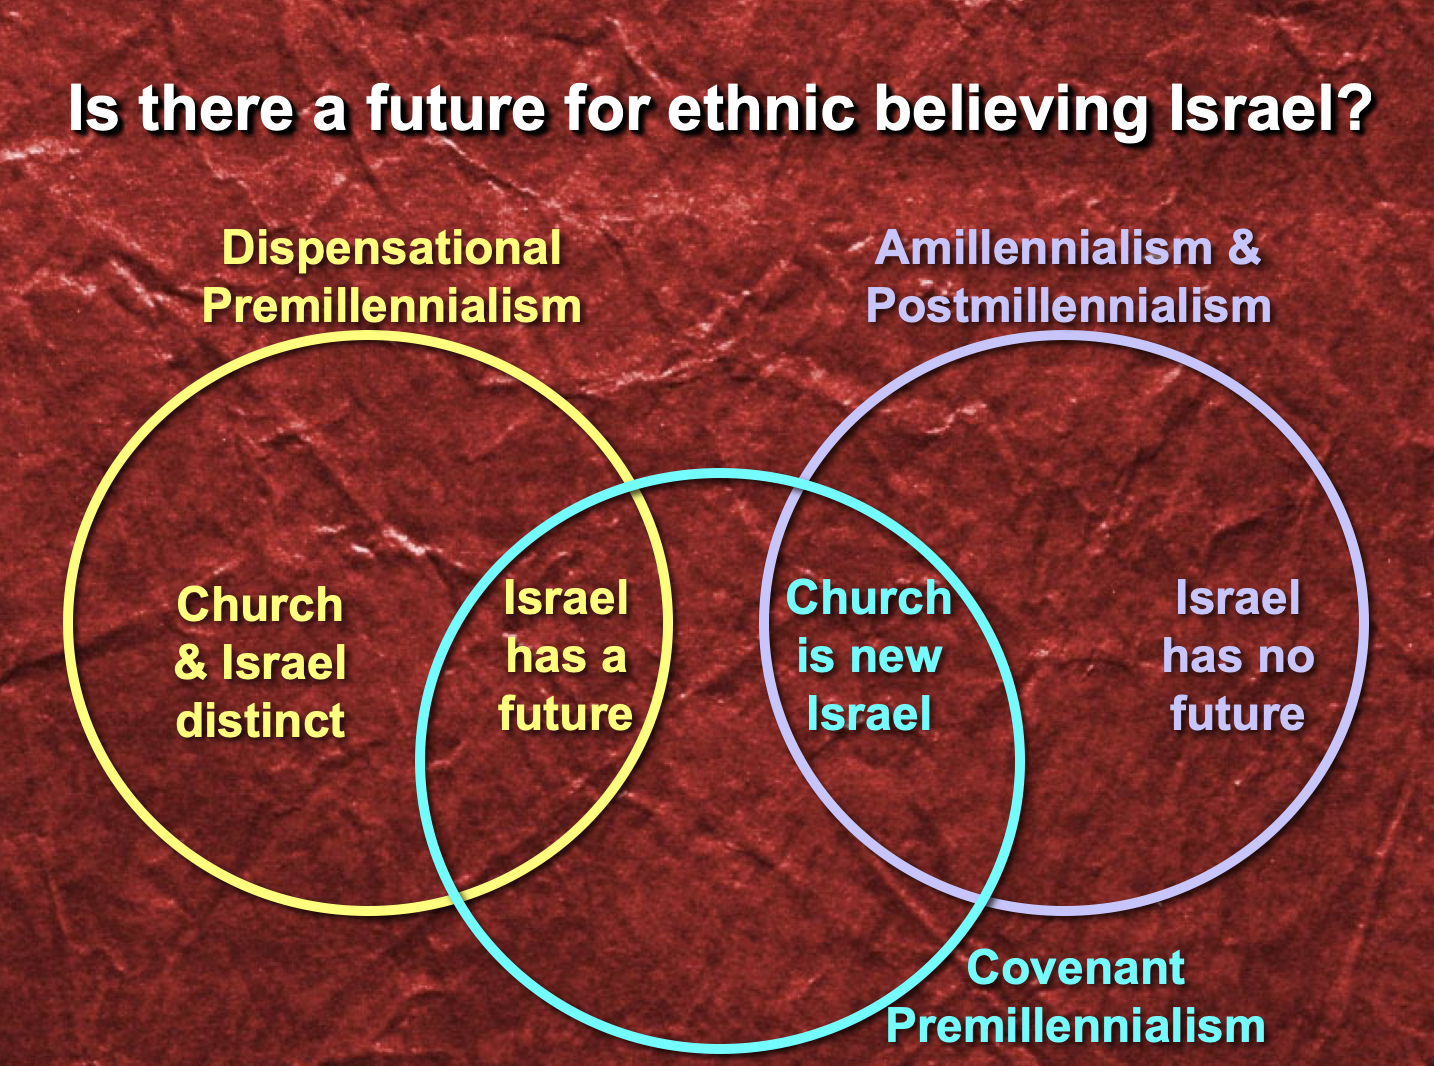 Is there a future for ethnic believing Israel?
Dispensational
Premillennialism
Amillennialism &
Postmillennialism
Church
& Israel
distinct
Israel
has a
future
Church
is new
Israel
Israel
has no
future
Covenant
Premillennialism